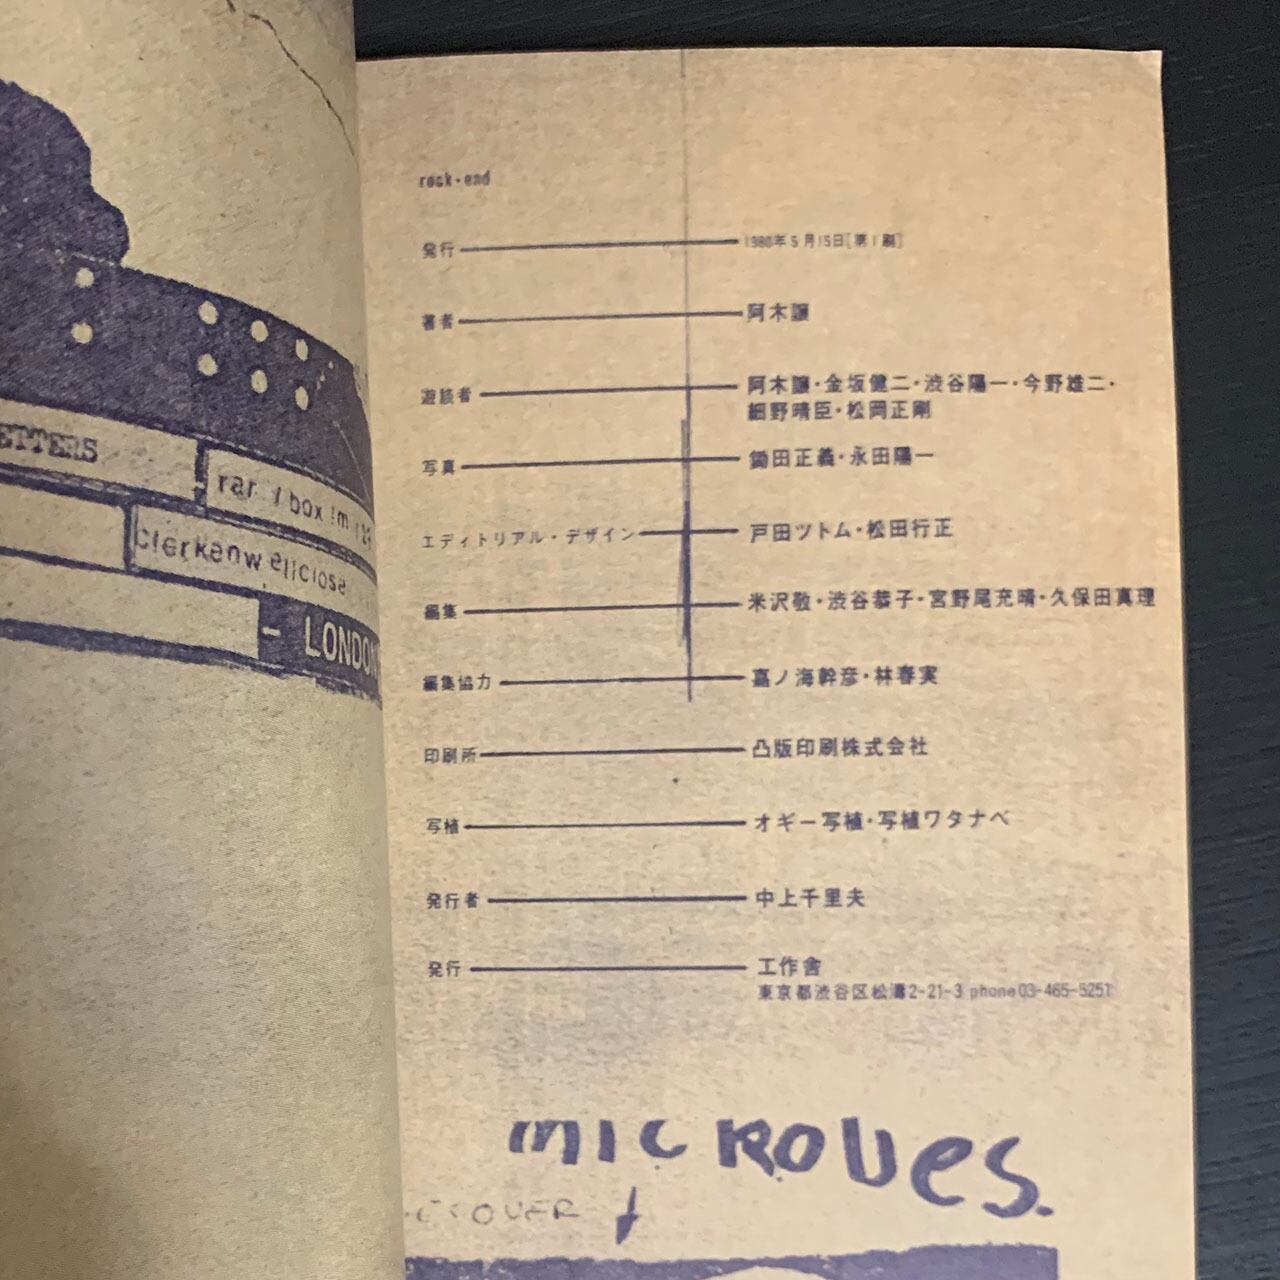 ETTERS
rar
box
clerkenw ellclose
- LONDON
rock・end
発行
1980年5月15日[第1刷]
著者
阿木譲
遊談者
阿木譲・金坂健二・渋谷陽一・今野雄二・
細野晴臣・松岡正剛
写真
鋤田正義・永田陽一
エディトリアル・デザイン
戸田ツトム・松田行正
編集
米沢敬・渋谷恭子・宮野尾充晴・久保田真理
編集協力
嘉ノ海幹彦・林春実
印刷所
凸版印刷株式会社
写植
オギー写植・写植ワタナベ
発行者
中上千里夫
発行
工作舎
東京都渋谷区松濤2-21-3 phone03-465-5251
MICROVES.
OVER